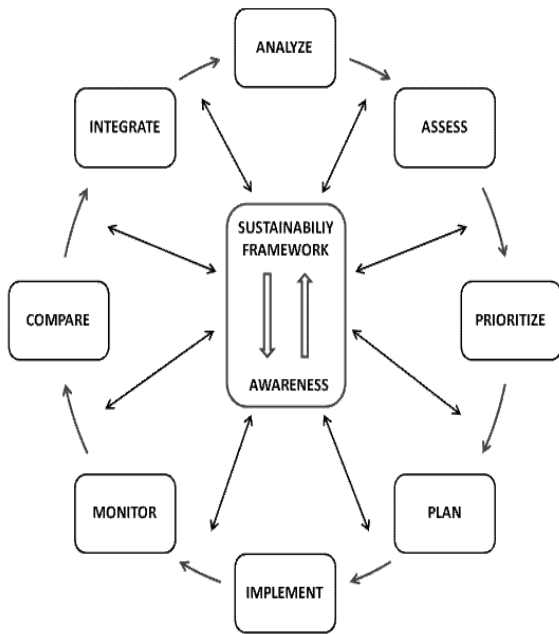 ANALYZE
INTEGRATE
ASSESS
SUSTAINABILIY
FRAMEWORK
COMPARE
PRIORITIZE
AWARENESS
MONITOR
PLAN
IMPLEMENT